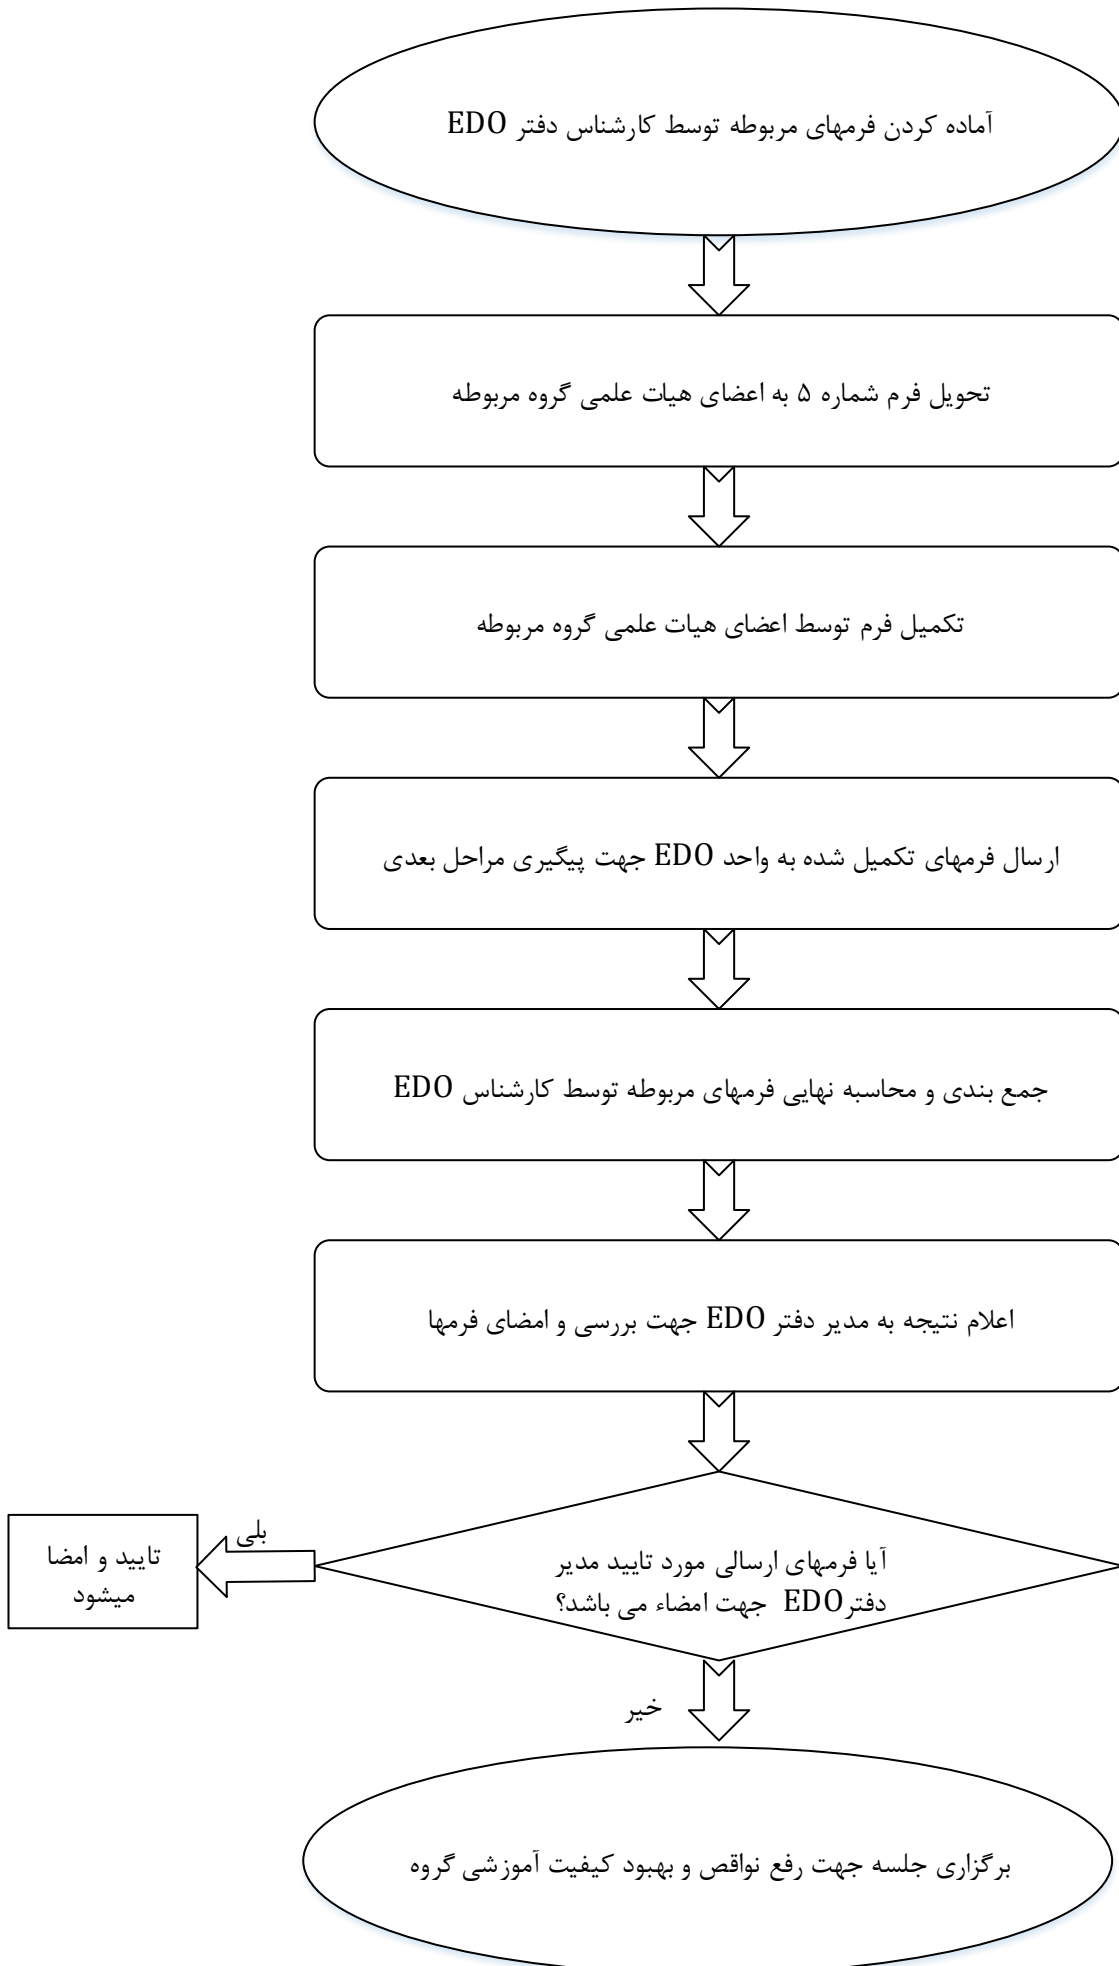 آماده کردن فرمهای مربوطه توسط کارشناس دفتر EDO
تحویل فرم شماره ۵ به اعضای هیات علمی گروه مربوطه
تکمیل فرم توسط اعضای هیات علمی گروه مربوطه
ارسال فرمهای تکمیل شده به واحد EDO جهت پیگیری مراحل بعدی
جمع بندی و محاسبه نهایی فرمهای مربوطه توسط کارشناس EDO
اعلام نتیجه به مدیر دفتر EDO جهت بررسی و امضای فرمها
آیا فرمهای ارسالی مورد تایید مدیر
دفترEDO جهت امضاء می باشد؟
بلی
تایید و امضا
میشود
خیر
برگزاری جلسه جهت رفع نواقص و بهبود کیفیت آموزشی گروه